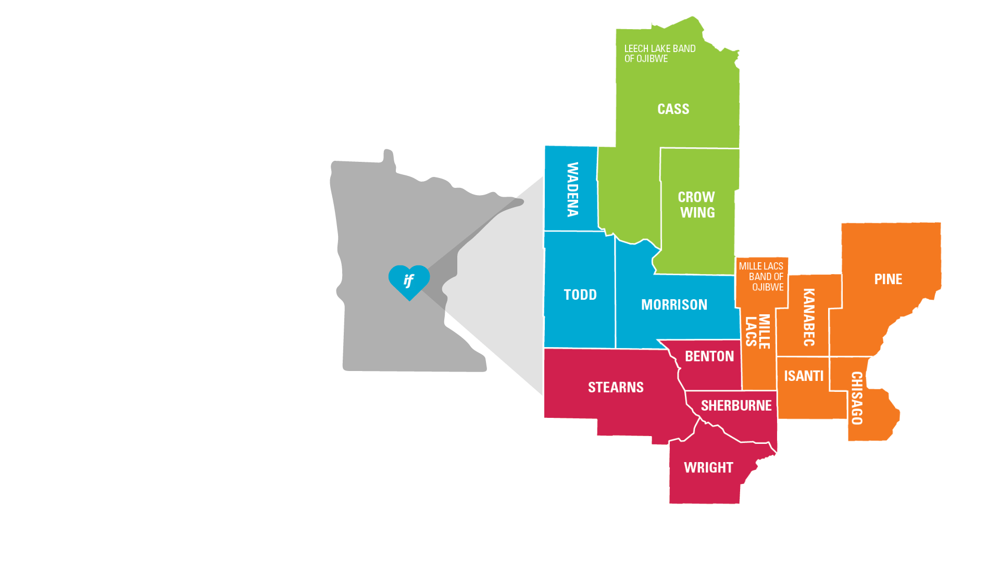 LEECH LAKE BAND
OF OJIBWE
CASS
WADENA
CROW
WING
MILLE LACS
BAND OF
OJIBWE
PINE
if
TODD
MORRISON
KANABEC
MILLE
LACS
BENTON
ISANTI
STEARNS
CHISAGO
SHERBURNE
WRIGHT